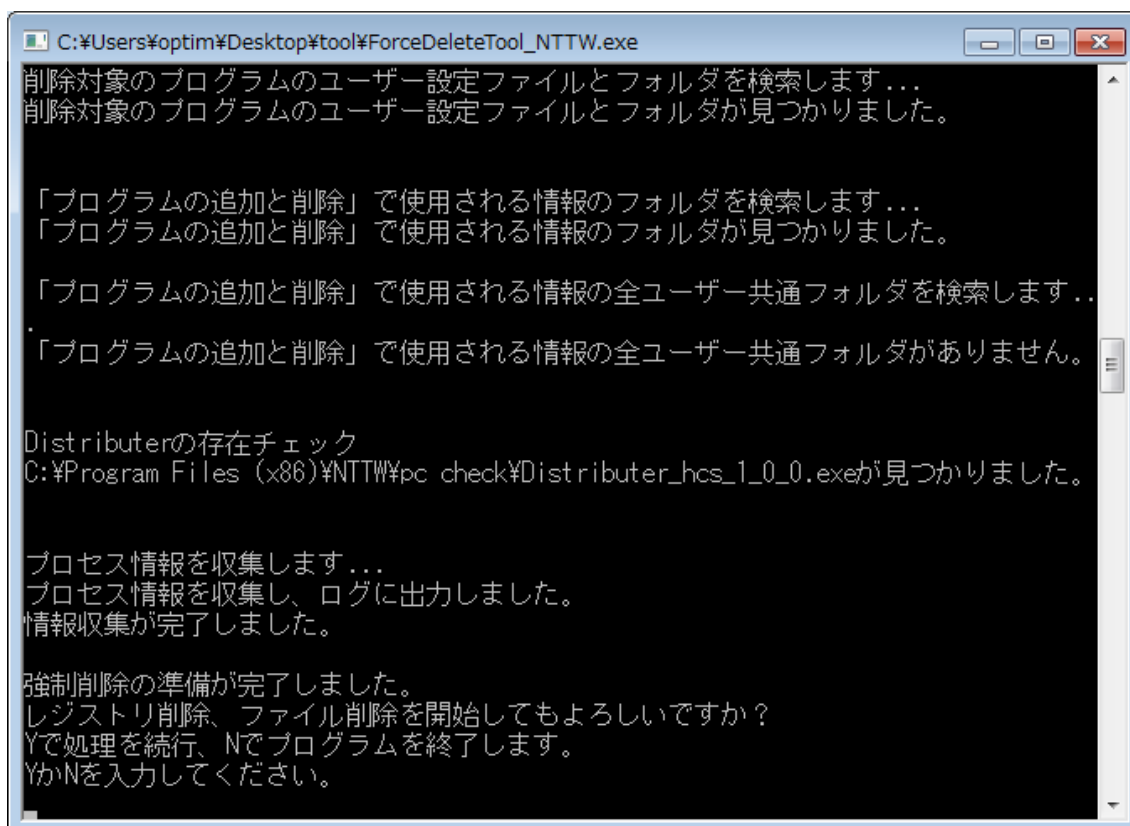 C:¥Users¥optim¥Desktop¥tool¥ForceDeleteTool_NTTW.exe
削除対象のプログラムのユーザー設定ファイルとフォルダを検索します...
削除対象のプログラムのユーザー設定ファイルとフォルダが見つかりました。
「プログラムの追加と削除」で使用される情報のフォルダを検索します...
「プログラムの追加と削除」で使用される情報のフォルダが見つかりました。
「プログラムの追加と削除」で使用される情報の全ユーザー共通フォルダを検索します..
.
「プログラムの追加と削除」で使用される情報の全ユーザー共通フォルダがありません。
Distributerの存在チェック
C:¥Program Files (x86)¥NTTW¥pc check¥Distributer_hcs_1_0_0.exeが見つかりました。
プロセス情報を収集します...
プロセス情報を収集し、ログに出力しました。
情報収集が完了しました。
強制削除の準備が完了しました。
レジストリ削除、ファイル削除を開始してもよろしいですか？
Yで処理を続行、Nでプログラムを終了します。
YかNを入力してください。